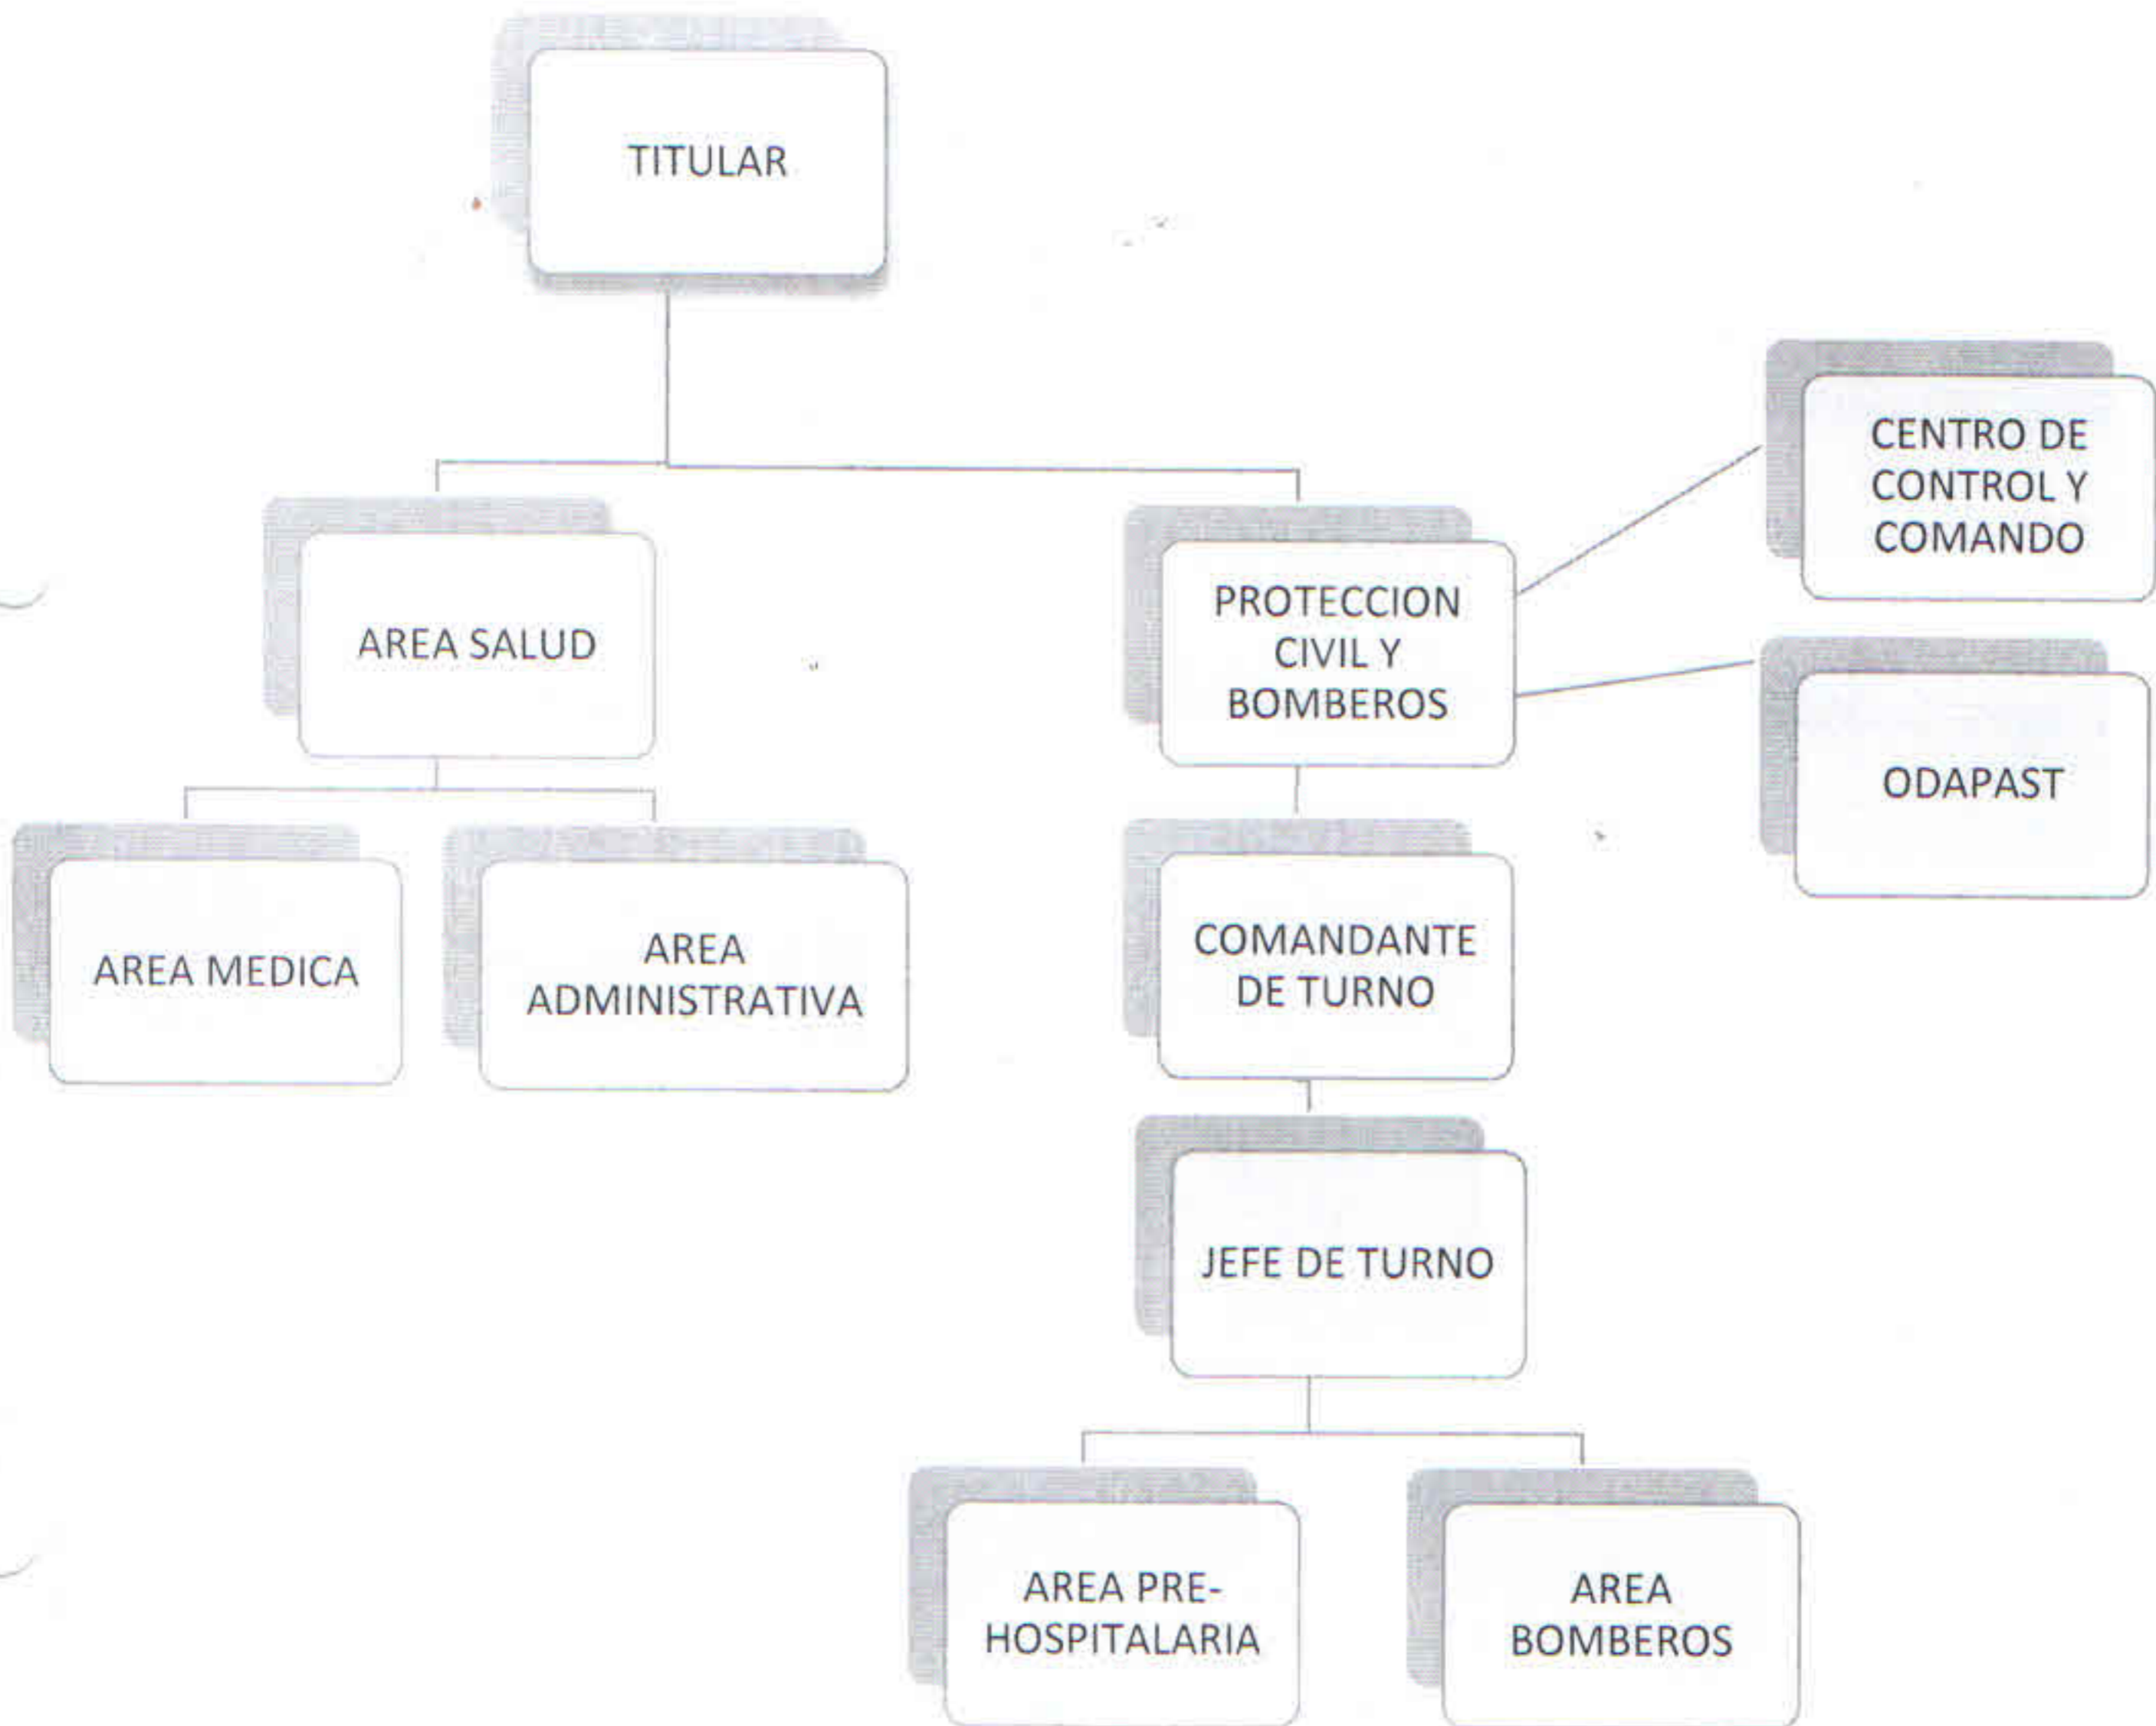 TITULAR
CENTRO DE
CONTROL Y
COMANDO
AREA SALUD
PROTECCION
CIVIL Y
BOMBEROS
ODAPAST
AREA MEDICA
AREA
ADMINISTRATIVA
COMANDANTE
DE TURNO
JEFE DE TURNO
AREA PRE-
HOSPITALARIA
AREA
BOMBEROS